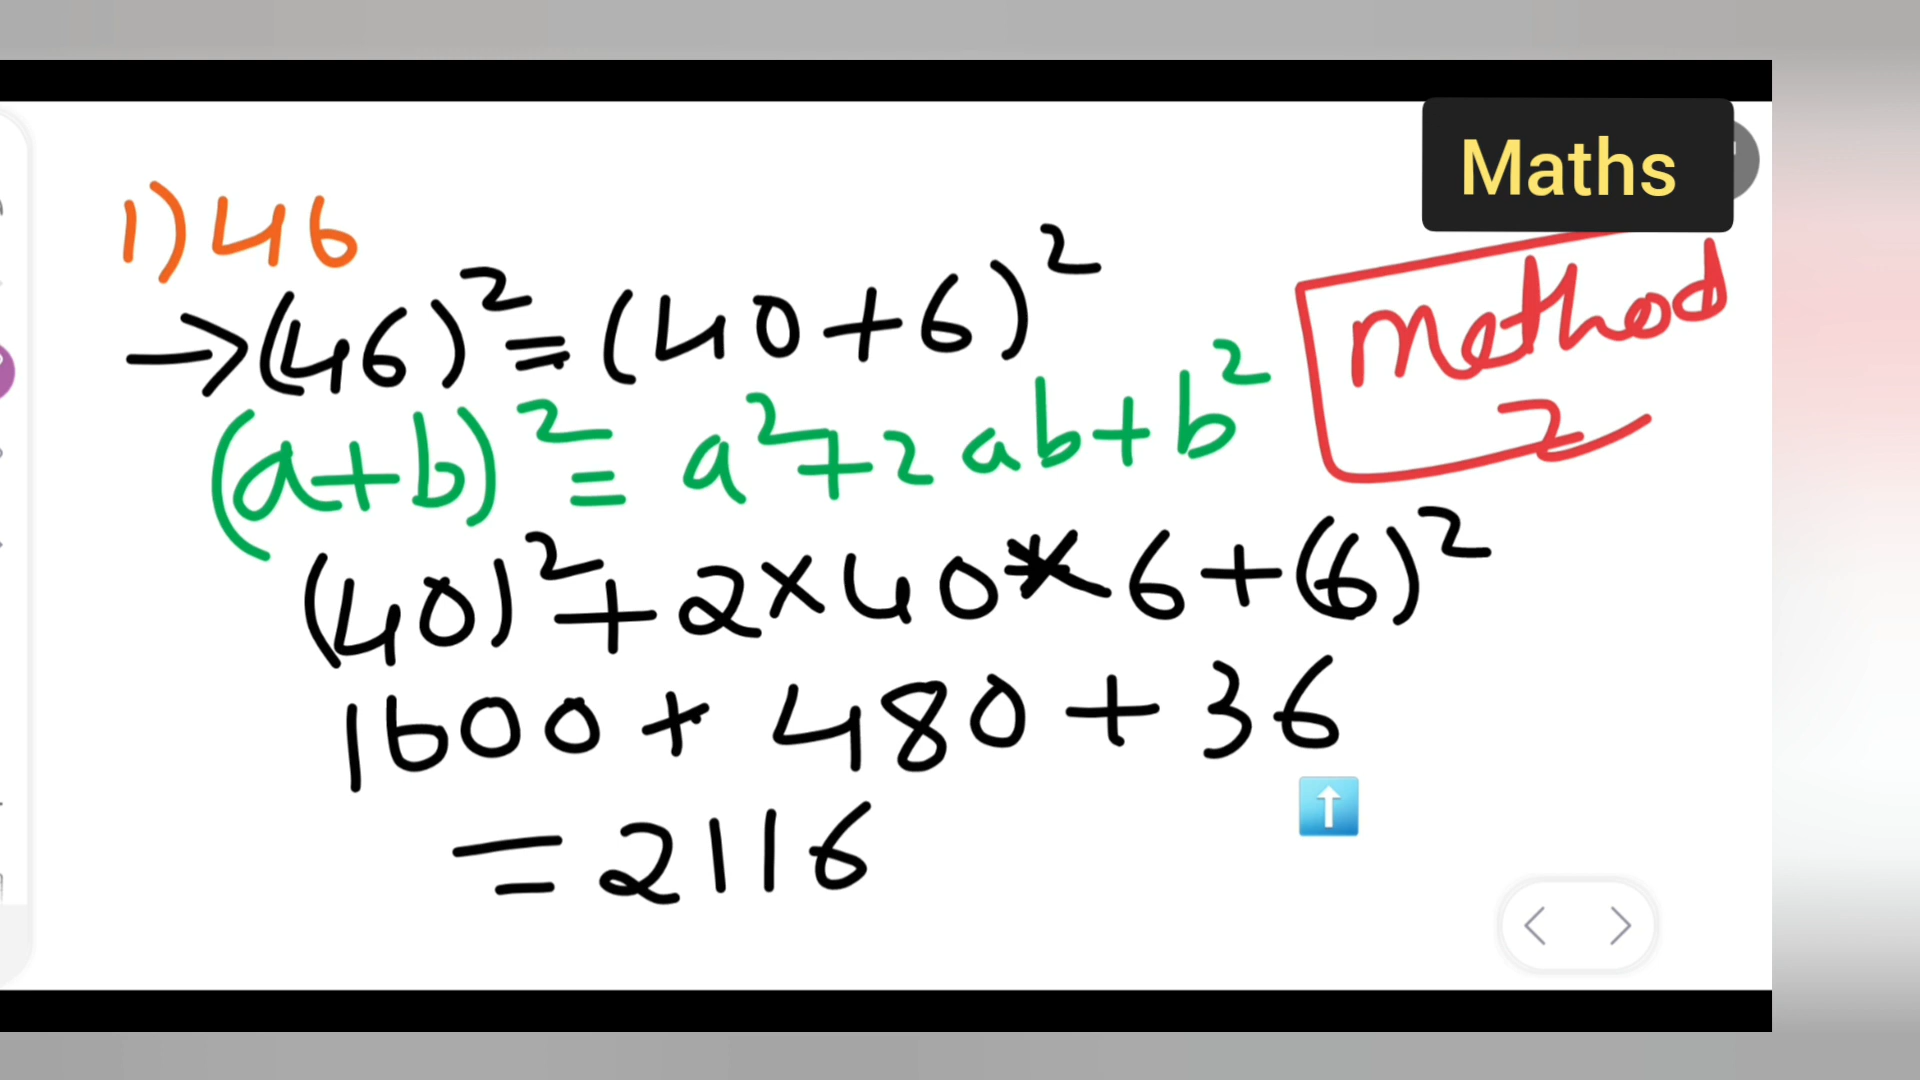 Maths
1) 46
→ (46)² = (40+6)²
Method
2
(a+b)² = a²+2ab+b²
(40)²+2×40*6+(6)²
1600 + 480 + 36
= 2116